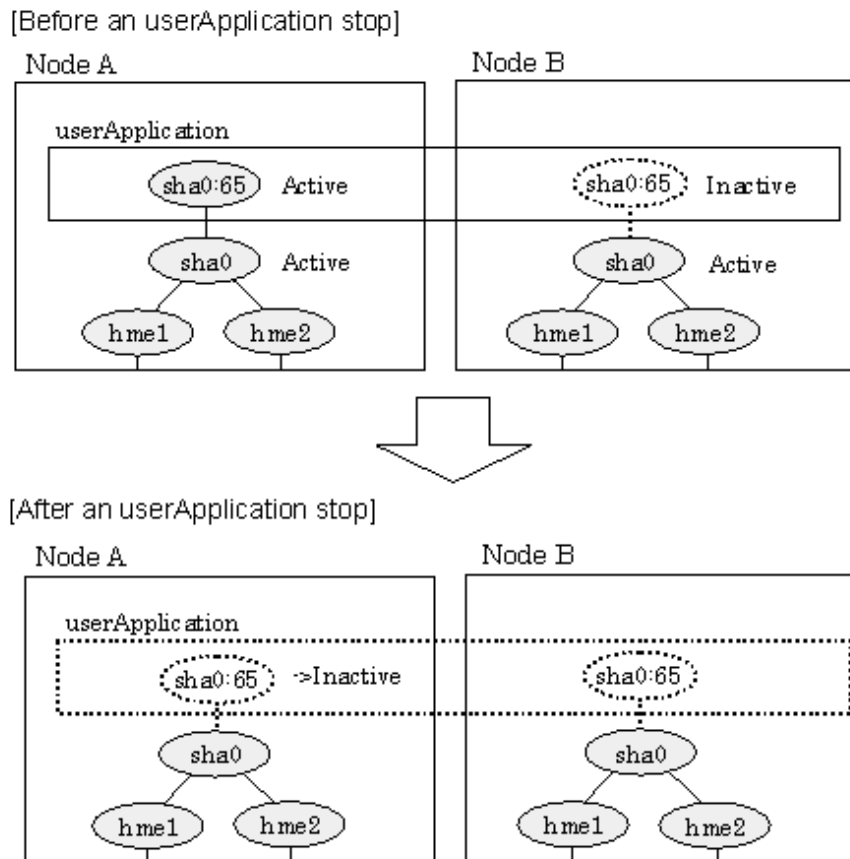 [Before an userApplication stop]
Node A
Node B
userApplication
sha0:65 Active
sha0:65 Inactive
sha0 Active
sha0 Active
hme1 hme2
hme1 hme2
[After an userApplication stop]
Node A
Node B
userApplication
sha0:65 ->Inactive
sha0:65
sha0
sha0
hme1 hme2
hme1 hme2